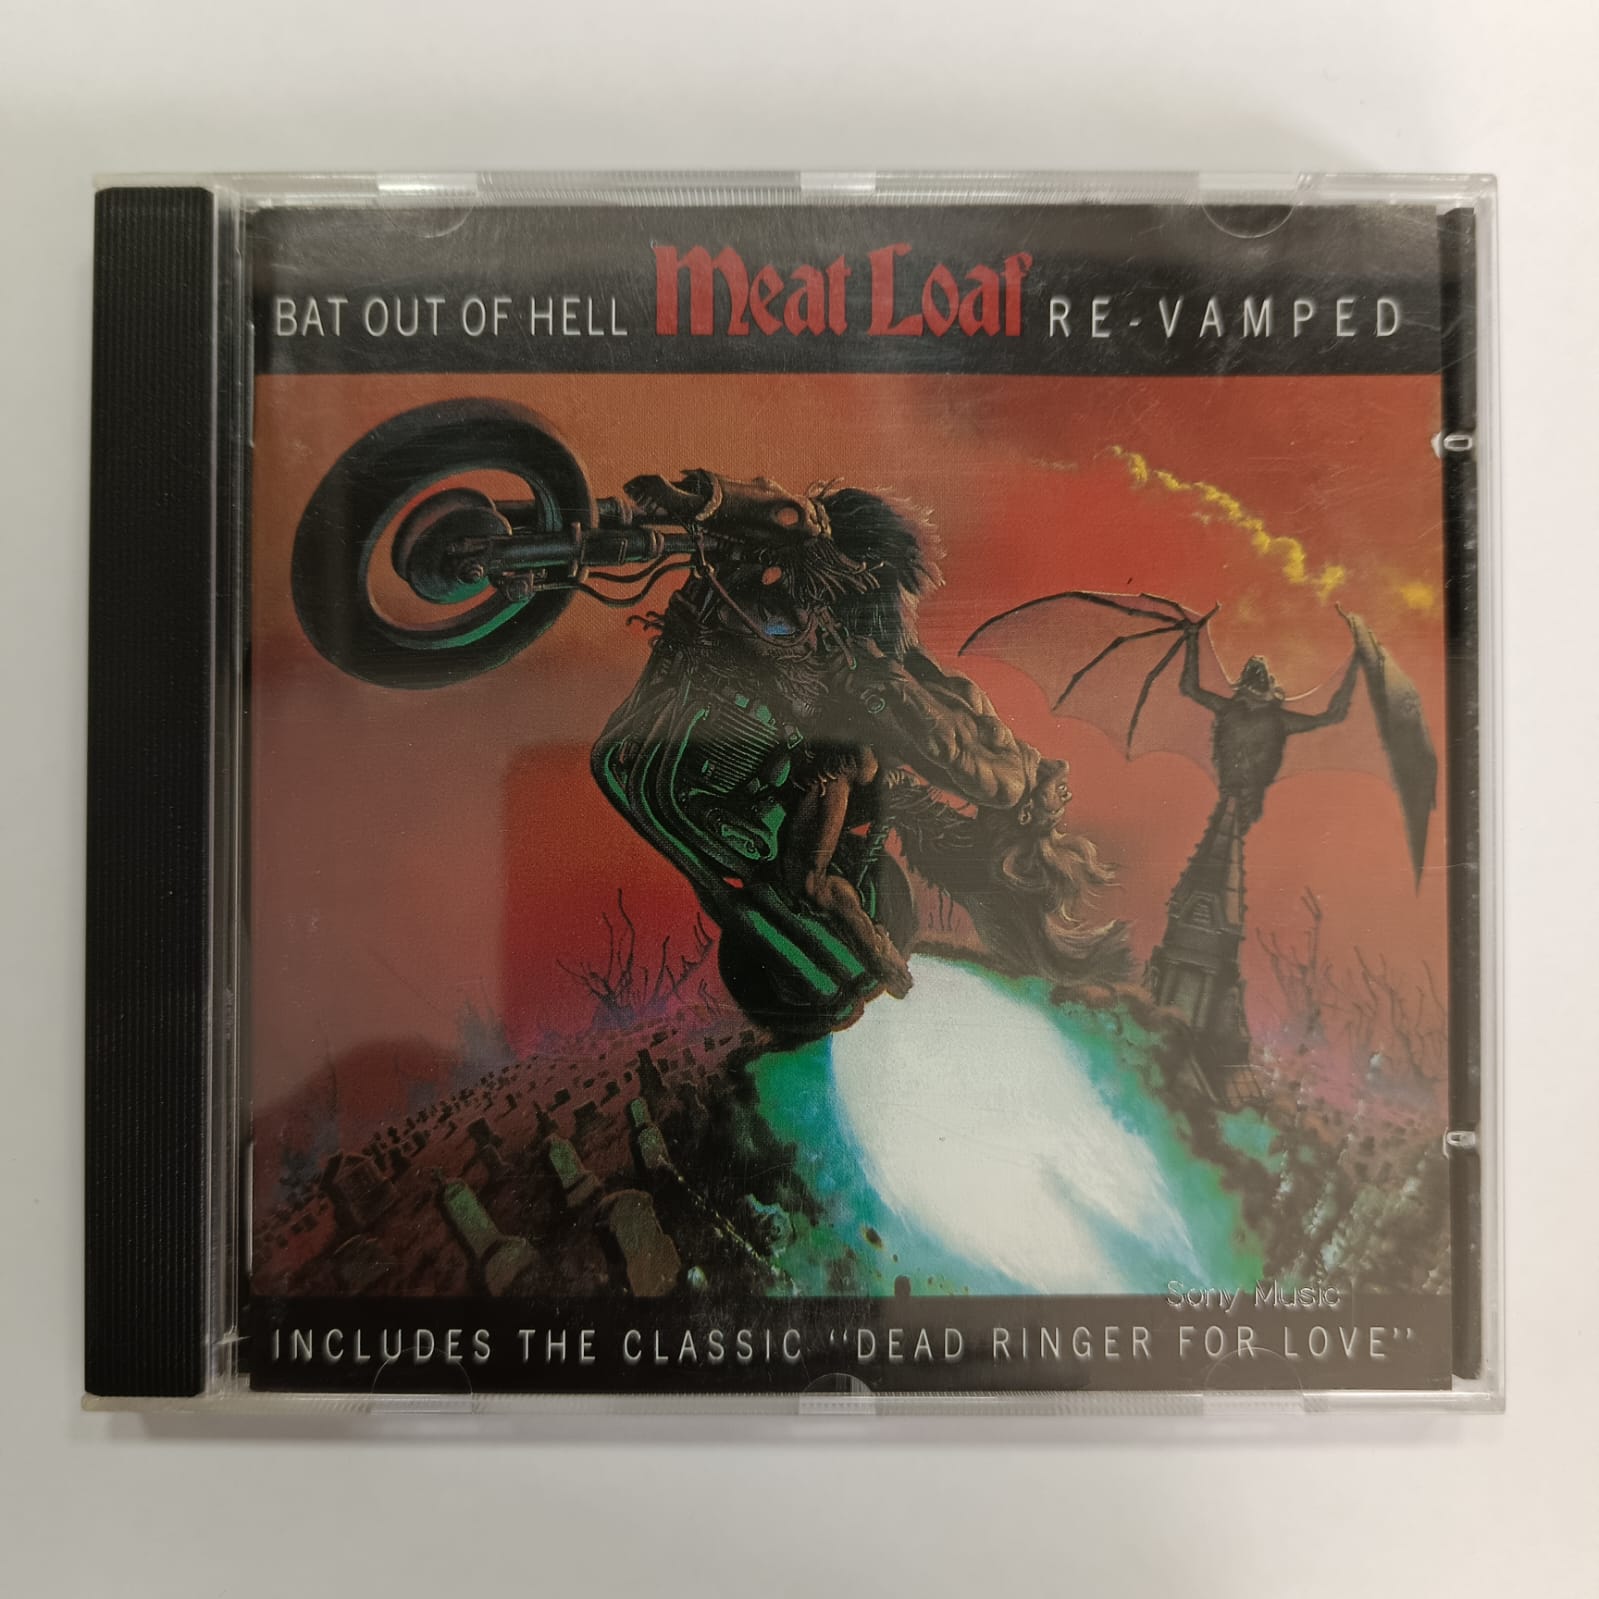 BAT OUT OF HELL Meat Loaf RE-VAMPED
Sony Music
INCLUDES THE CLASSIC "DEAD RINGER FOR LOVE"